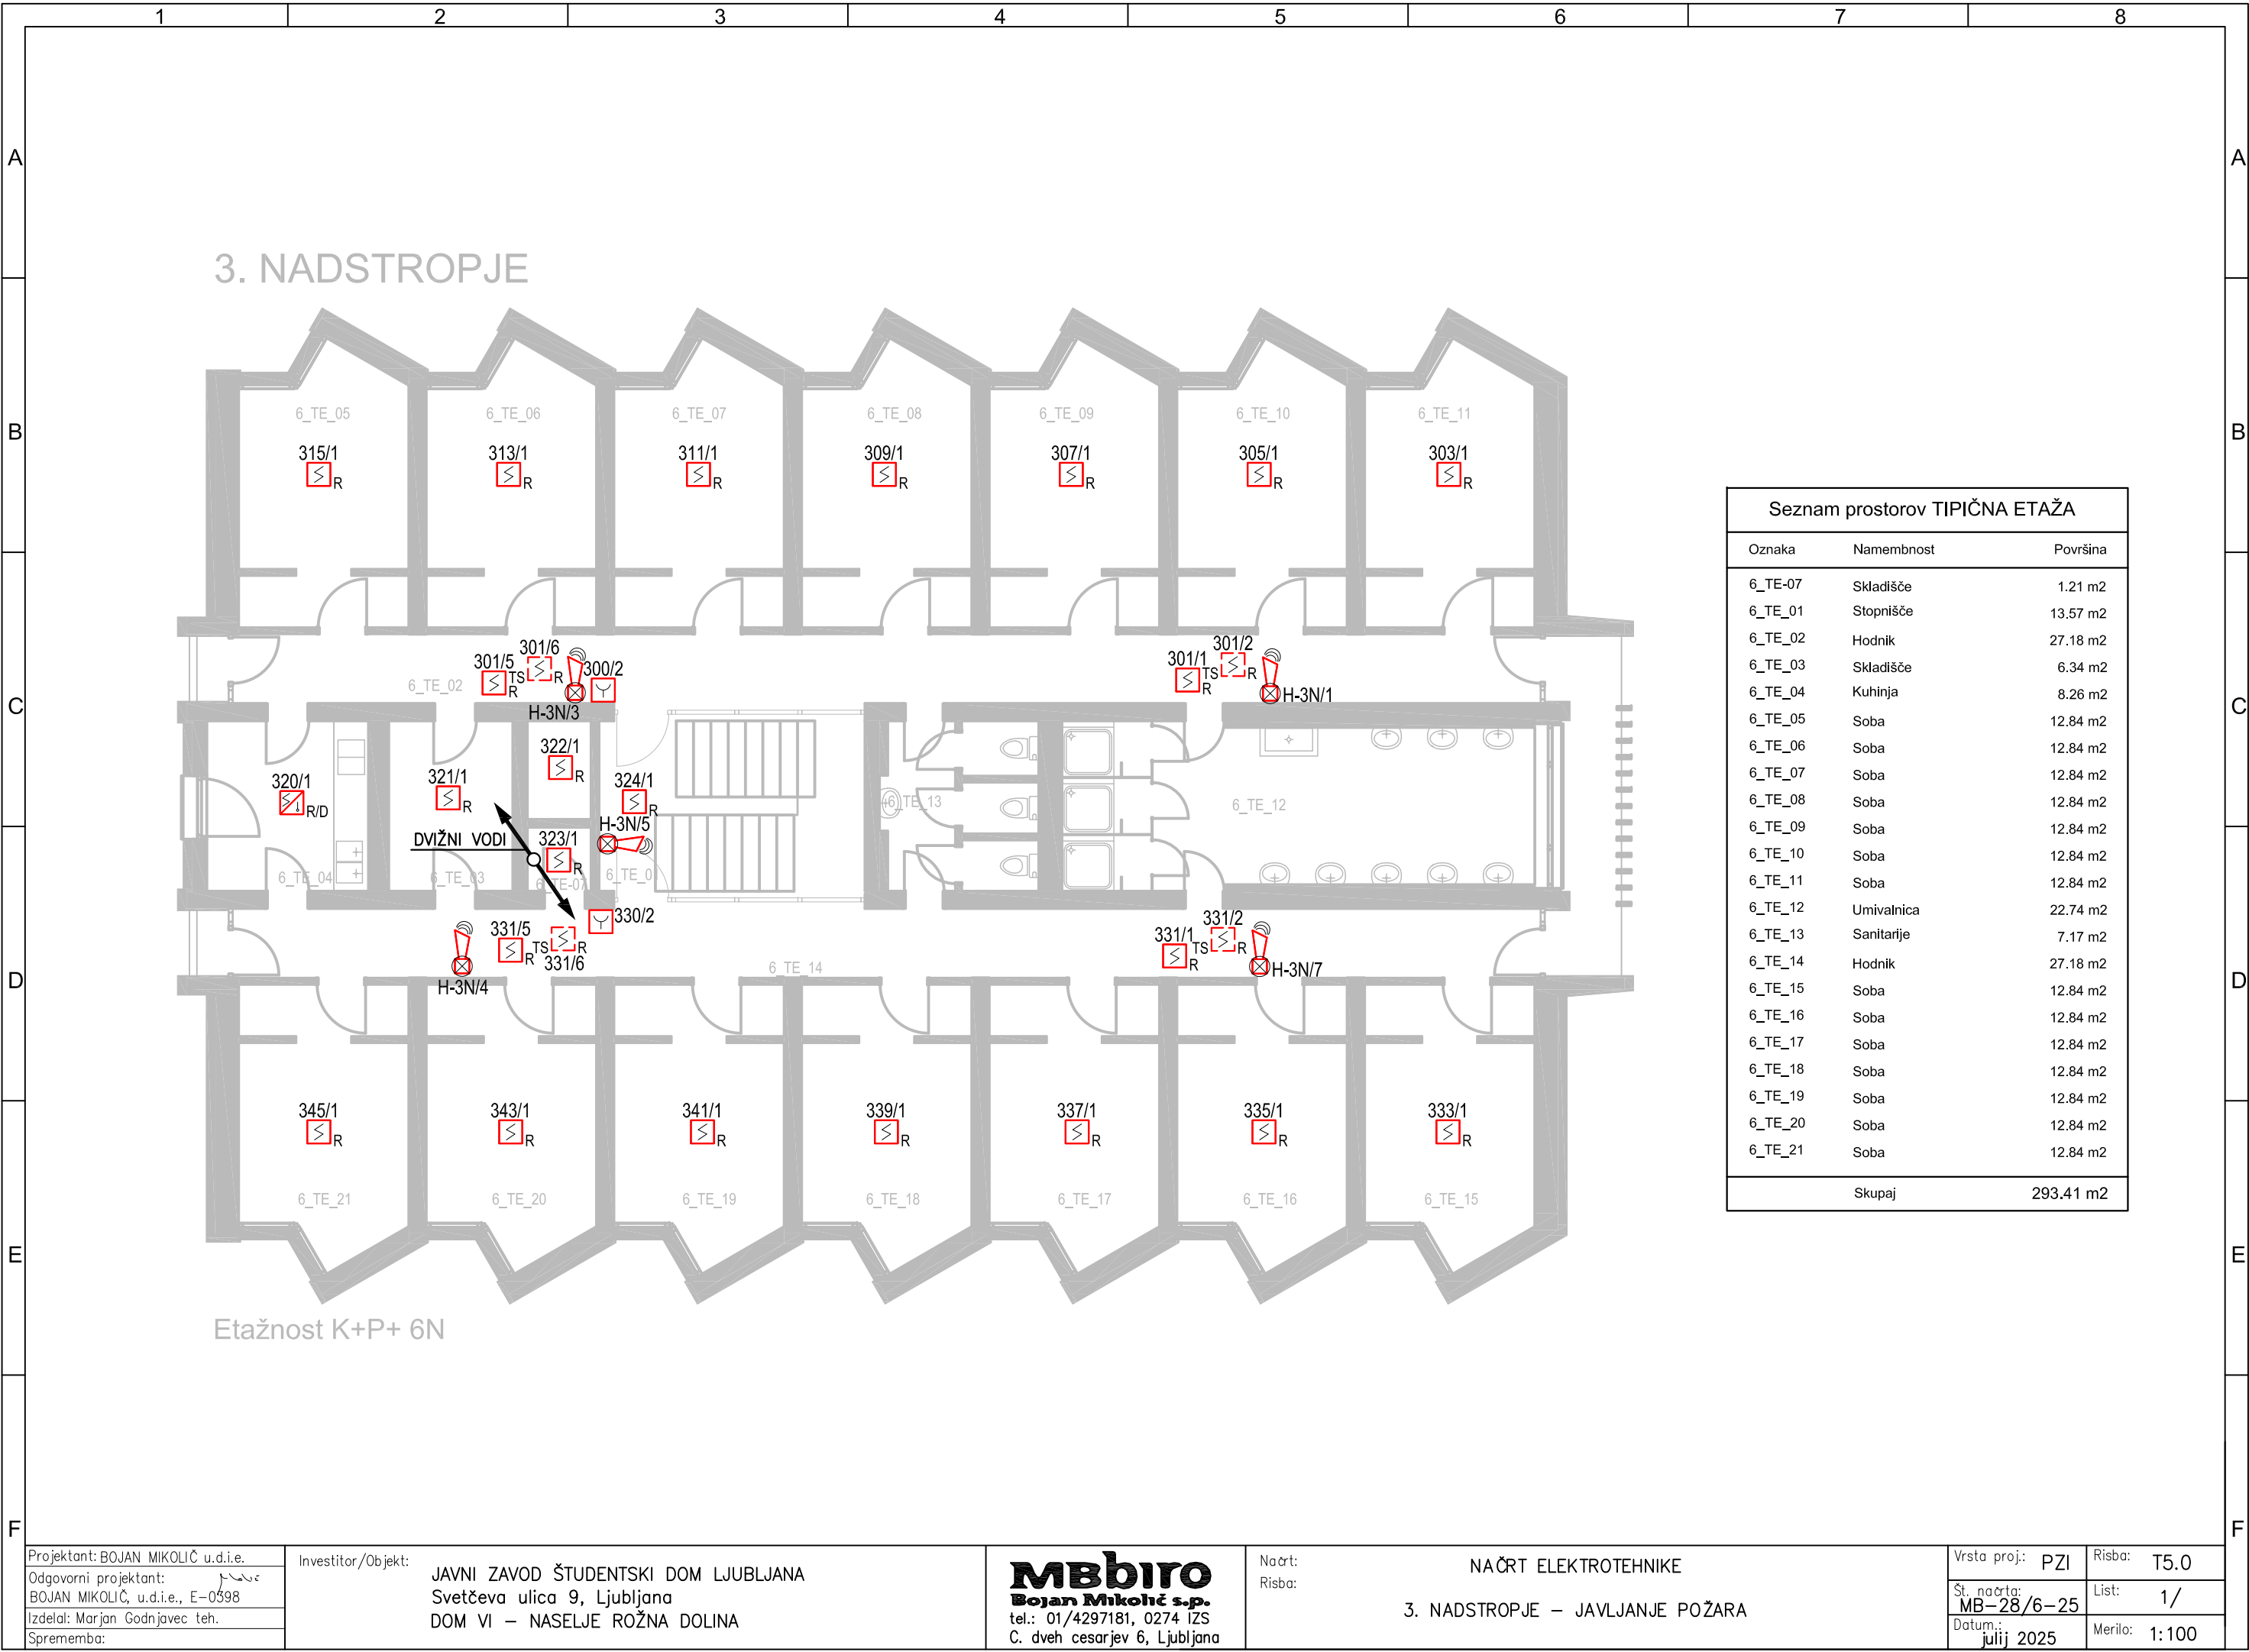 1 2 3 4 5 6 7 8
A A
B B
C C
D D
E E
F F
3. NADSTROPJE
6_TE_05 6_TE_06 6_TE_07 6_TE_08 6_TE_09 6_TE_10 6_TE_11
315/1 313/1 311/1 309/1 307/1 305/1 303/1
R R R R R R R
301/6 301/2
301/5 TS R R 300/2 301/1 TS R R
6_TE_02
H-3N/3 H-3N/1
322/1
R
320/1 321/1 324/1
R/D R R
6_TE_13 6_TE_12
H-3N/5
DVIŽNI VODI 323/1
R
6_TE_04 6_TE_03 6_TE-07 6_TE_0
330/2
331/5 331/2
R TS R 331/1 TS R
331/6 R
6_TE_14 H-3N/7
H-3N/4
345/1 343/1 341/1 339/1 337/1 335/1 333/1
R R R R R R R
6_TE_21 6_TE_20 6_TE_19 6_TE_18 6_TE_17 6_TE_16 6_TE_15
Etažnost K+P+ 6N
Seznam prostorov TIPIČNA ETAŽA
Oznaka Namembnost Površina
6_TE-07 Skladišče 1.21 m2
6_TE_01 Stopnišče 13.57 m2
6_TE_02 Hodnik 27.18 m2
6_TE_03 Skladišče 6.34 m2
6_TE_04 Kuhinja 8.26 m2
6_TE_05 Soba 12.84 m2
6_TE_06 Soba 12.84 m2
6_TE_07 Soba 12.84 m2
6_TE_08 Soba 12.84 m2
6_TE_09 Soba 12.84 m2
6_TE_10 Soba 12.84 m2
6_TE_11 Soba 12.84 m2
6_TE_12 Umivalnica 22.74 m2
6_TE_13 Sanitarije 7.17 m2
6_TE_14 Hodnik 27.18 m2
6_TE_15 Soba 12.84 m2
6_TE_16 Soba 12.84 m2
6_TE_17 Soba 12.84 m2
6_TE_18 Soba 12.84 m2
6_TE_19 Soba 12.84 m2
6_TE_20 Soba 12.84 m2
6_TE_21 Soba 12.84 m2
Skupaj 293.41 m2
Projektant: BOJAN MIKOLIČ u.d.i.e.
Odgovorni projektant:
BOJAN MIKOLIČ, u.d.i.e., E-0598
Izdelal: Marjan Godnjavec teh.
Sprememba:
Investitor/Objekt:
JAVNI ZAVOD ŠTUDENTSKI DOM LJUBLJANA
Svetčeva ulica 9, Ljubljana
DOM VI – NASELJE ROŽNA DOLINA
MBbiro
Bojan Mikolič s.p.
tel.: 01/4297181, 0274 IZS
C. dveh cesarjev 6, Ljubljana
Načrt: NAČRT ELEKTROTEHNIKE
Risba:
3. NADSTROPJE – JAVLJANJE POŽARA
Vrsta proj.: PZI
Št. načrta:
MB-28/6-25
Datum.:
julij 2025
Risba: T5.0
List: 1/
Merilo: 1:100